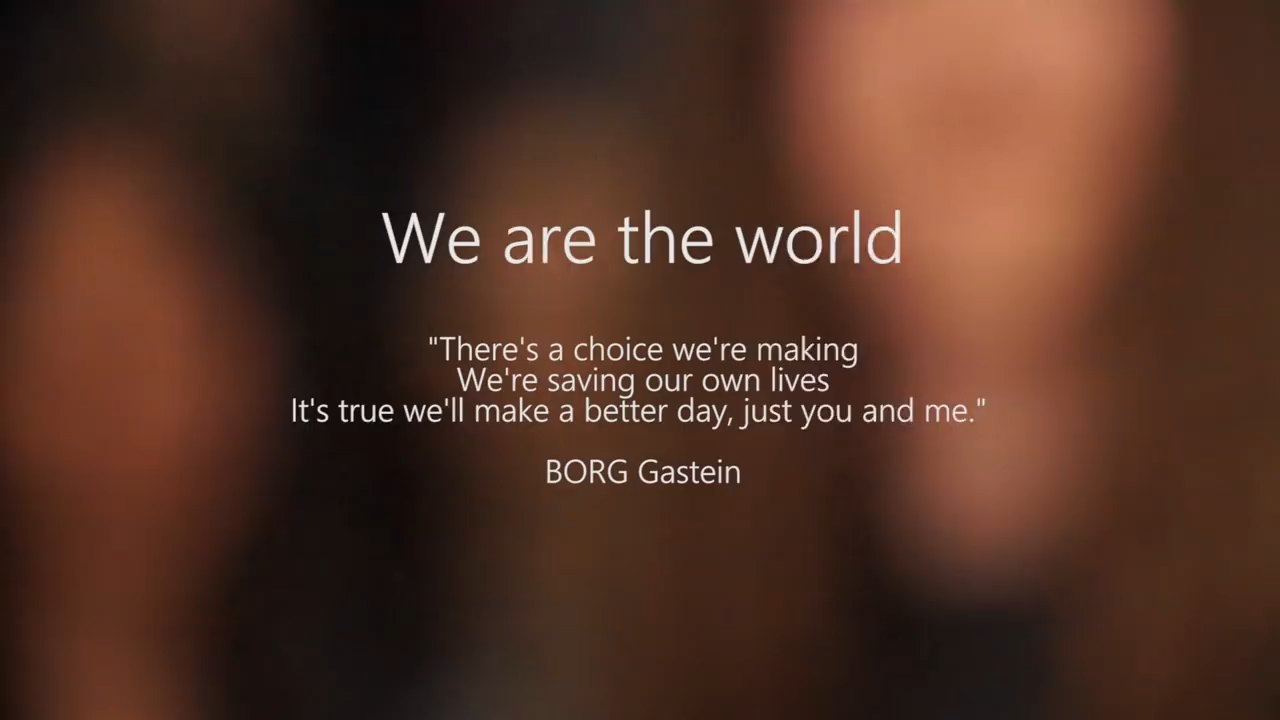 We are the world
"There's a choice we're making
We're saving our own lives
It's true we'll make a better day, just you and me."
BORG Gastein